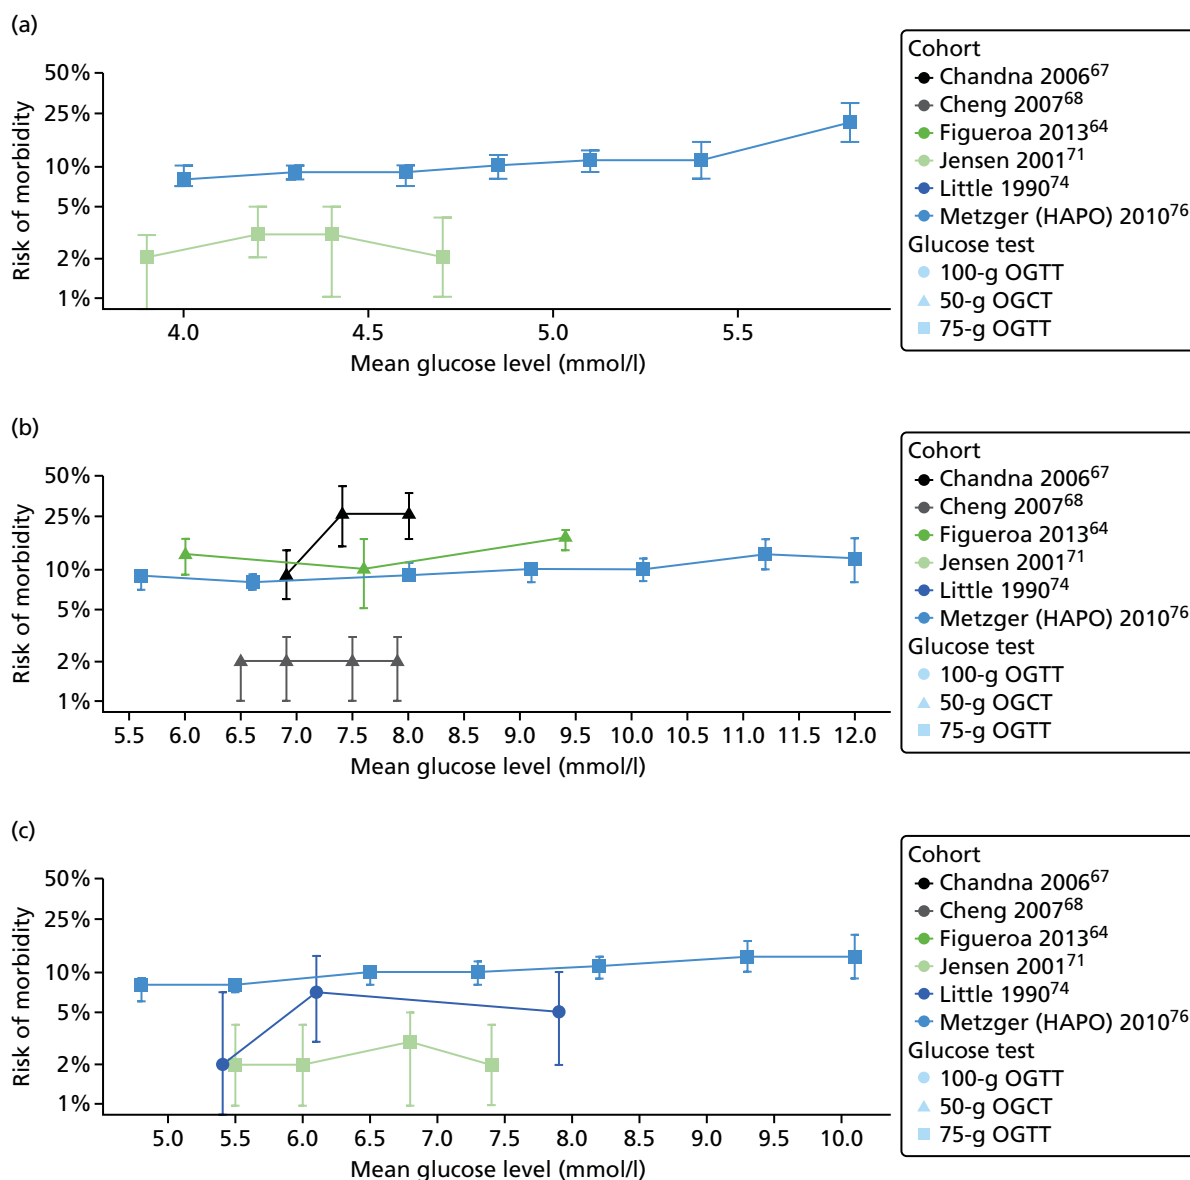 (a)
50%
25%
10%
5%
2%
1%
Risk of morbidity
4.0 4.5 5.0 5.5
Mean glucose level (mmol/l)
Cohort
Chandna 2006⁶⁷
Cheng 2007⁶⁸
Figueroa 2013⁶⁴
Jensen 2001⁷¹
Little 1990⁷⁴
Metzger (HAPO) 2010⁷⁶
Glucose test
100-g OGTT
50-g OGCT
75-g OGTT
(b)
50%
25%
10%
5%
2%
1%
Risk of morbidity
5.5 6.0 6.5 7.0 7.5 8.0 8.5 9.0 9.5 10.0 10.5 11.0 11.5 12.0
Mean glucose level (mmol/l)
Cohort
Chandna 2006⁶⁷
Cheng 2007⁶⁸
Figueroa 2013⁶⁴
Jensen 2001⁷¹
Little 1990⁷⁴
Metzger (HAPO) 2010⁷⁶
Glucose test
100-g OGTT
50-g OGCT
75-g OGTT
(c)
50%
25%
10%
5%
2%
1%
Risk of morbidity
5.0 5.5 6.0 6.5 7.0 7.5 8.0 8.5 9.0 9.5 10.0
Mean glucose level (mmol/l)
Cohort
Chandna 2006⁶⁷
Cheng 2007⁶⁸
Figueroa 2013⁶⁴
Jensen 2001⁷¹
Little 1990⁷⁴
Metzger (HAPO) 2010⁷⁶
Glucose test
100-g OGTT
50-g OGCT
75-g OGTT